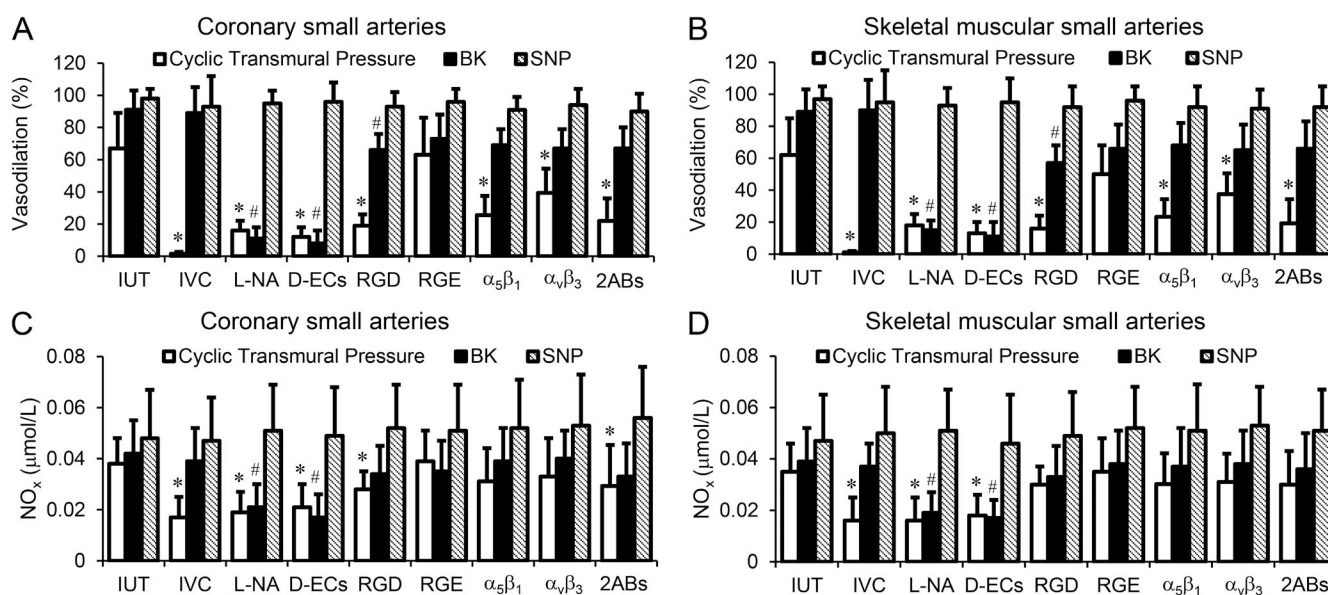 A
Coronary small arteries
Cyclic Transmural Pressure BK SNP
Vasodilation (%)
120
100
80
60
40
20
0
* * # * # * # * * *
IUT IVC L-NA D-ECs RGD RGE α5β1 αvβ3 2ABs
B
Skeletal muscular small arteries
Cyclic Transmural Pressure BK SNP
Vasodialtion (%)
120
100
80
60
40
20
0
* * # * # * # * * *
IUT IVC L-NA D-ECs RGD RGE α5β1 αvβ3 2ABs
C
Coronary small arteries
Cyclic Transmural Pressure BK SNP
NOx (μmol/L)
0.08
0.06
0.04
0.02
0
* * # * # * *
IUT IVC L-NA D-ECs RGD RGE α5β1 αvβ3 2ABs
D
Skeletal muscular small arteries
Cyclic Transmural Pressure BK SNP
NOx (μmol/L)
0.08
0.06
0.04
0.02
0
* * # * #
IUT IVC L-NA D-ECs RGD RGE α5β1 αvβ3 2ABs